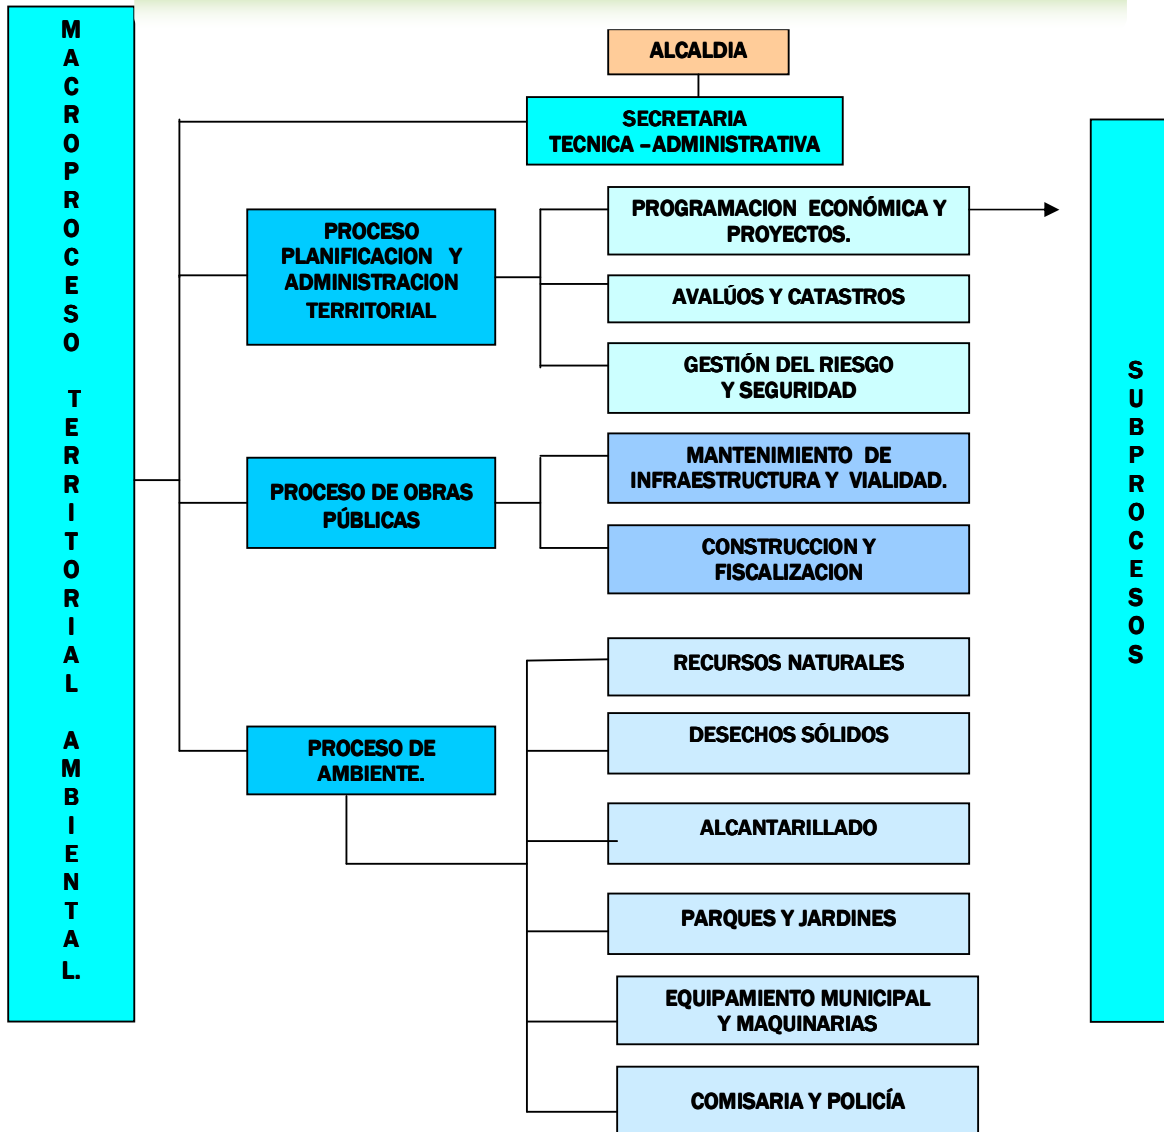 MACROPROCESO TERRITORIAL AMBIENTAL.
ALCALDIA
SECRETARIA
TECNICA – ADMINISTRATIVA
PROCESO
PLANIFICACION Y
ADMINISTRACION
TERRITORIAL
PROGRAMACION ECONÓMICA Y
PROYECTOS.
AVALÚOS Y CATASTROS
GESTIÓN DEL RIESGO
Y SEGURIDAD
PROCESO DE OBRAS
PÚBLICAS
MANTENIMIENTO DE
INFRAESTRUCTURA Y VIALIDAD.
CONSTRUCCION Y
FISCALIZACION
PROCESO DE
AMBIENTE.
RECURSOS NATURALES
DESECHOS SÓLIDOS
ALCANTARILLADO
PARQUES Y JARDINES
EQUIPAMIENTO MUNICIPAL
Y MAQUINARIAS
COMISARIA Y POLICÍA
SUBPROCESOS